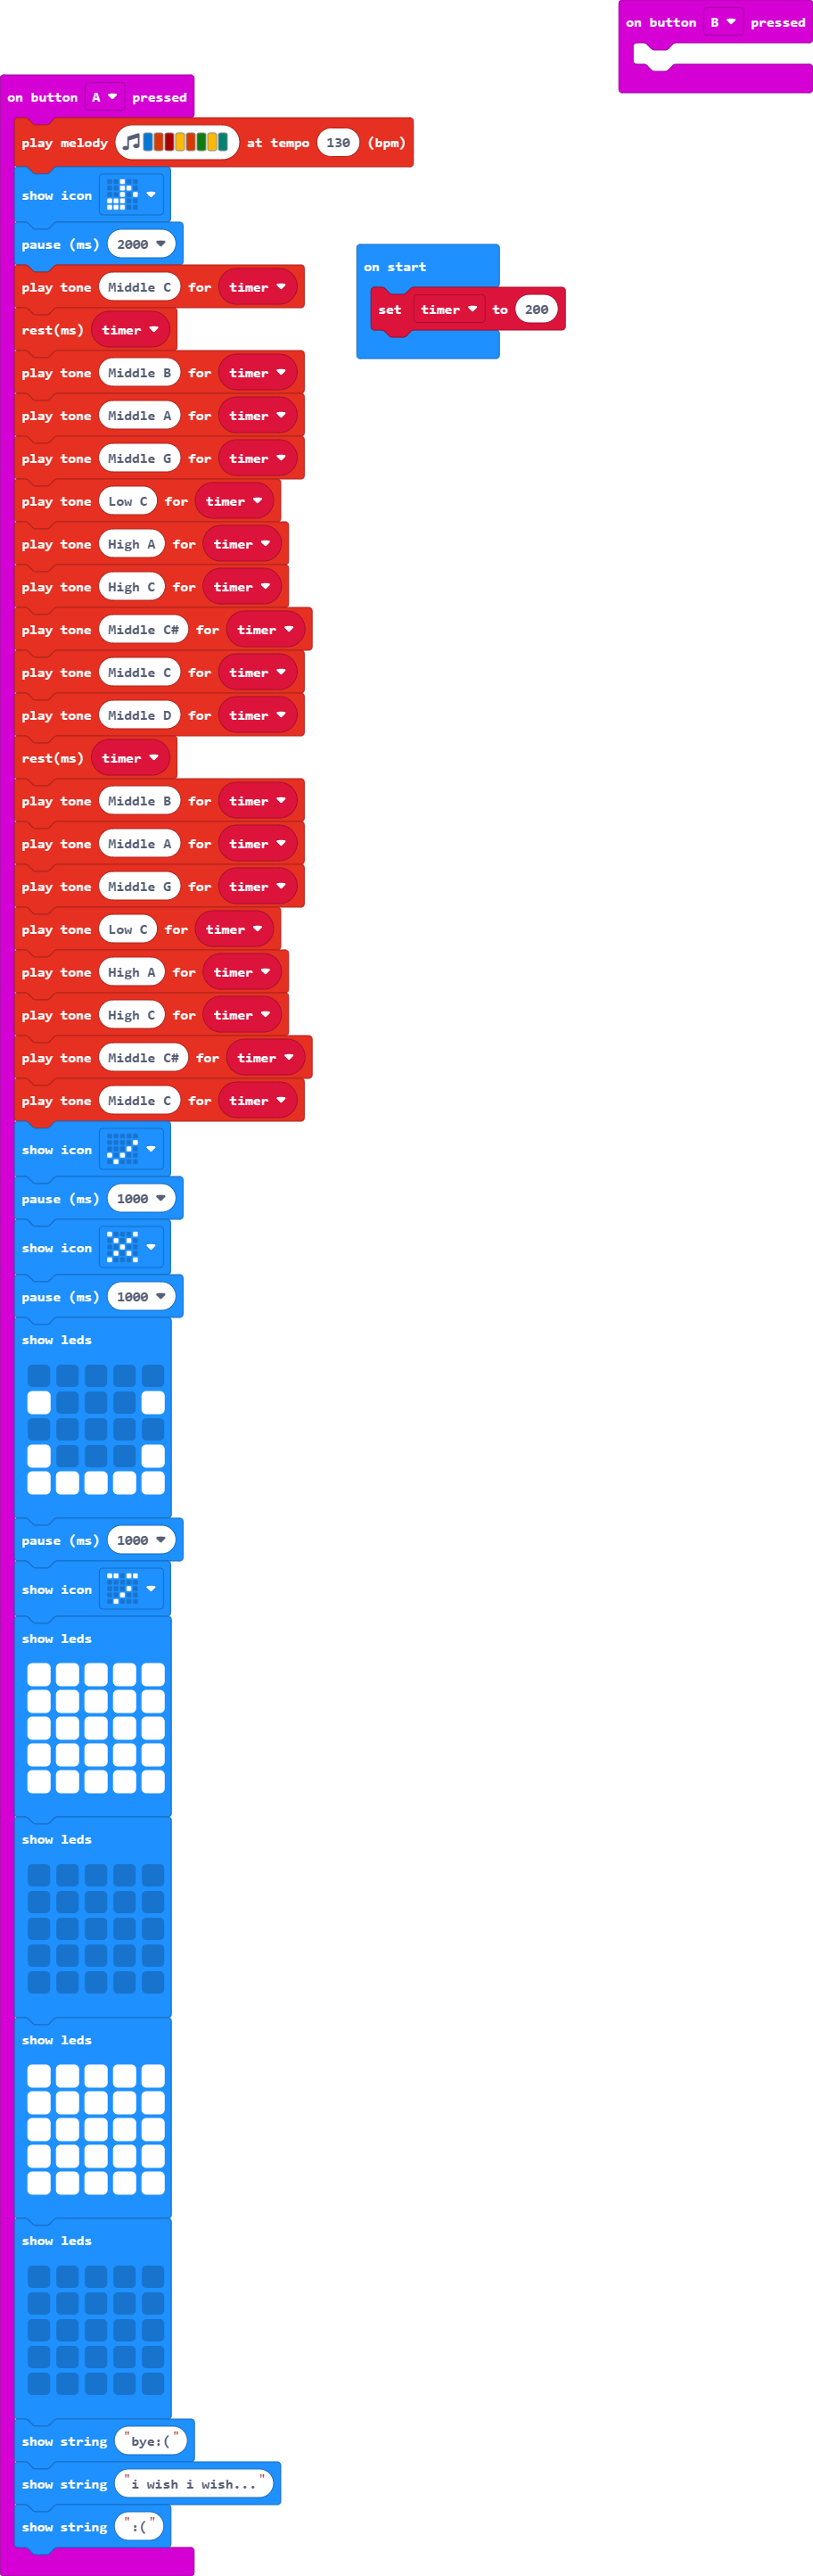 on button B pressed
on button A pressed
play melody at tempo 130 (bpm)
show icon
pause (ms) 2000
on start
set timer to 200
play tone Middle C for timer
rest(ms) timer
play tone Middle B for timer
play tone Middle A for timer
play tone Middle G for timer
play tone Low C for timer
play tone High A for timer
play tone High C for timer
play tone Middle C# for timer
play tone Middle C for timer
play tone Middle D for timer
rest(ms) timer
play tone Middle B for timer
play tone Middle A for timer
play tone Middle G for timer
play tone Low C for timer
play tone High A for timer
play tone High C for timer
play tone Middle C# for timer
play tone Middle C for timer
show icon
pause (ms) 1000
show icon
pause (ms) 1000
show leds
pause (ms) 1000
show icon
show leds
show leds
show leds
show leds
show string "bye:("
show string "i wish i wish..."
show string ":("